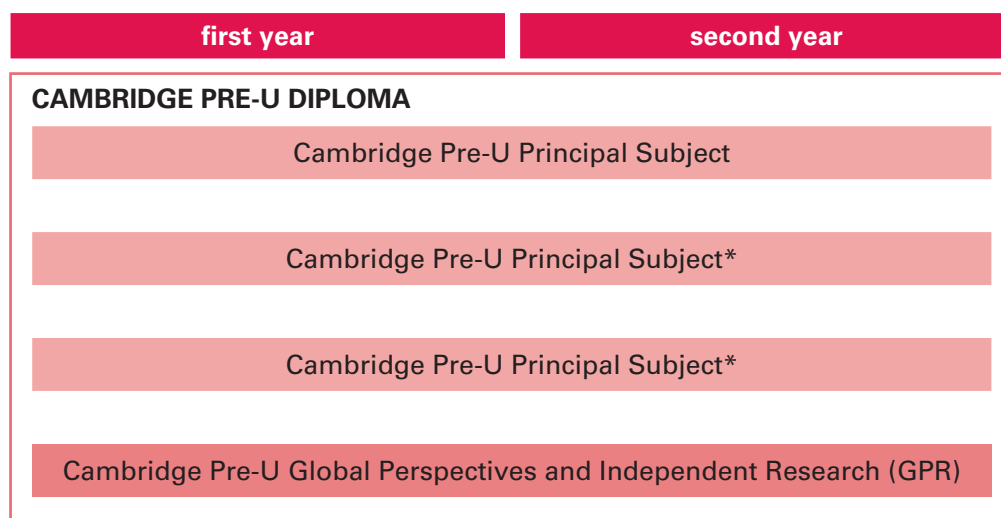 first year
second year
CAMBRIDGE PRE-U DIPLOMA
Cambridge Pre-U Principal Subject
Cambridge Pre-U Principal Subject*
Cambridge Pre-U Principal Subject*
Cambridge Pre-U Global Perspectives and Independent Research (GPR)